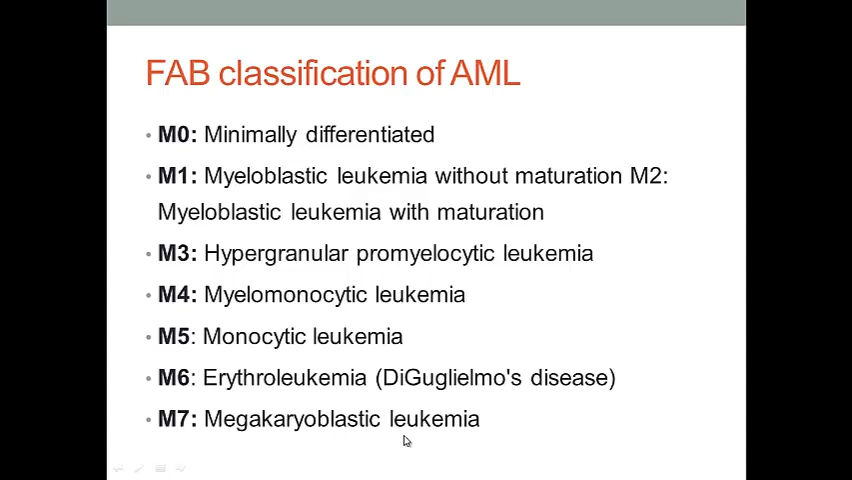 FAB classification of AML
• M0: Minimally differentiated
• M1: Myeloblastic leukemia without maturation M2:
Myeloblastic leukemia with maturation
• M3: Hypergranular promyelocytic leukemia
• M4: Myelomonocytic leukemia
• M5: Monocytic leukemia
• M6: Erythroleukemia (DiGuglielmo's disease)
• M7: Megakaryoblastic leukemia